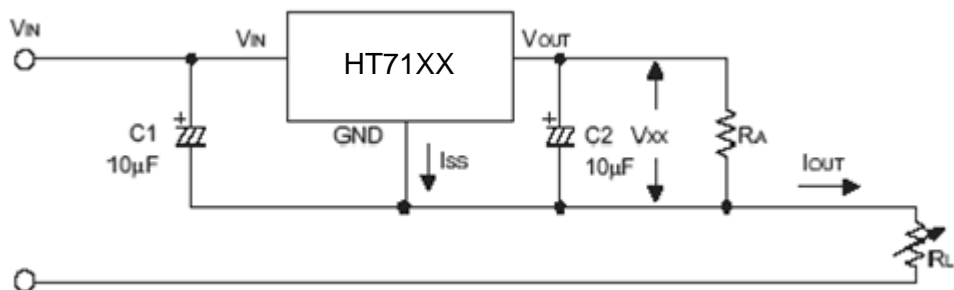 VIN
VIN
HT71XX
VOUT
C1
10µF
GND
ISS
C2
10µF
VXX
RA
IOUT
RL